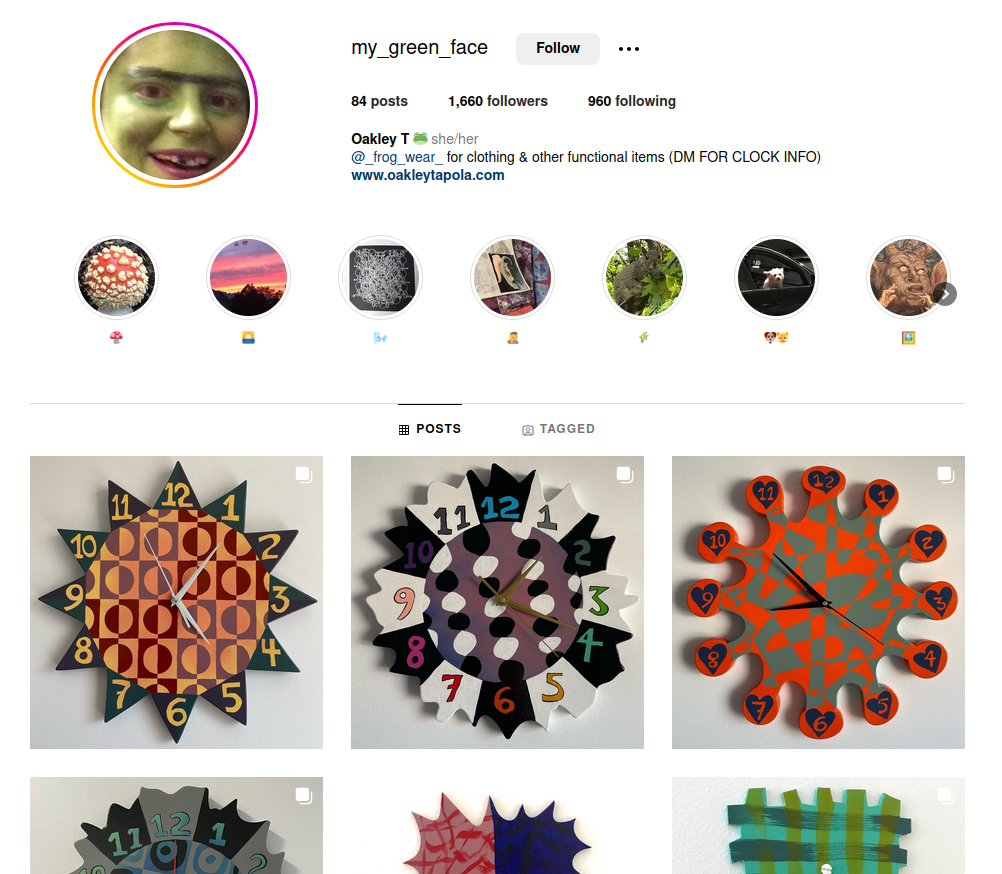 my_green_face Follow
84 posts 1,660 followers 960 following
Oakley T 🐸 she/her
@_frog_wear_ for clothing & other functional items (DM FOR CLOCK INFO)
www.oakleytapola.com
🍄 🌅 🌬️ 🤱 🌿 🐶🐱 🖼️
POSTS TAGGED
12 1 2 3 4 5 6 7 8 9 10 11
12 1 2 3 4 5 6 7 8 9 10 11
12 1 2 3 4 5 6 7 8 9 10 11
10 11 12 1 2